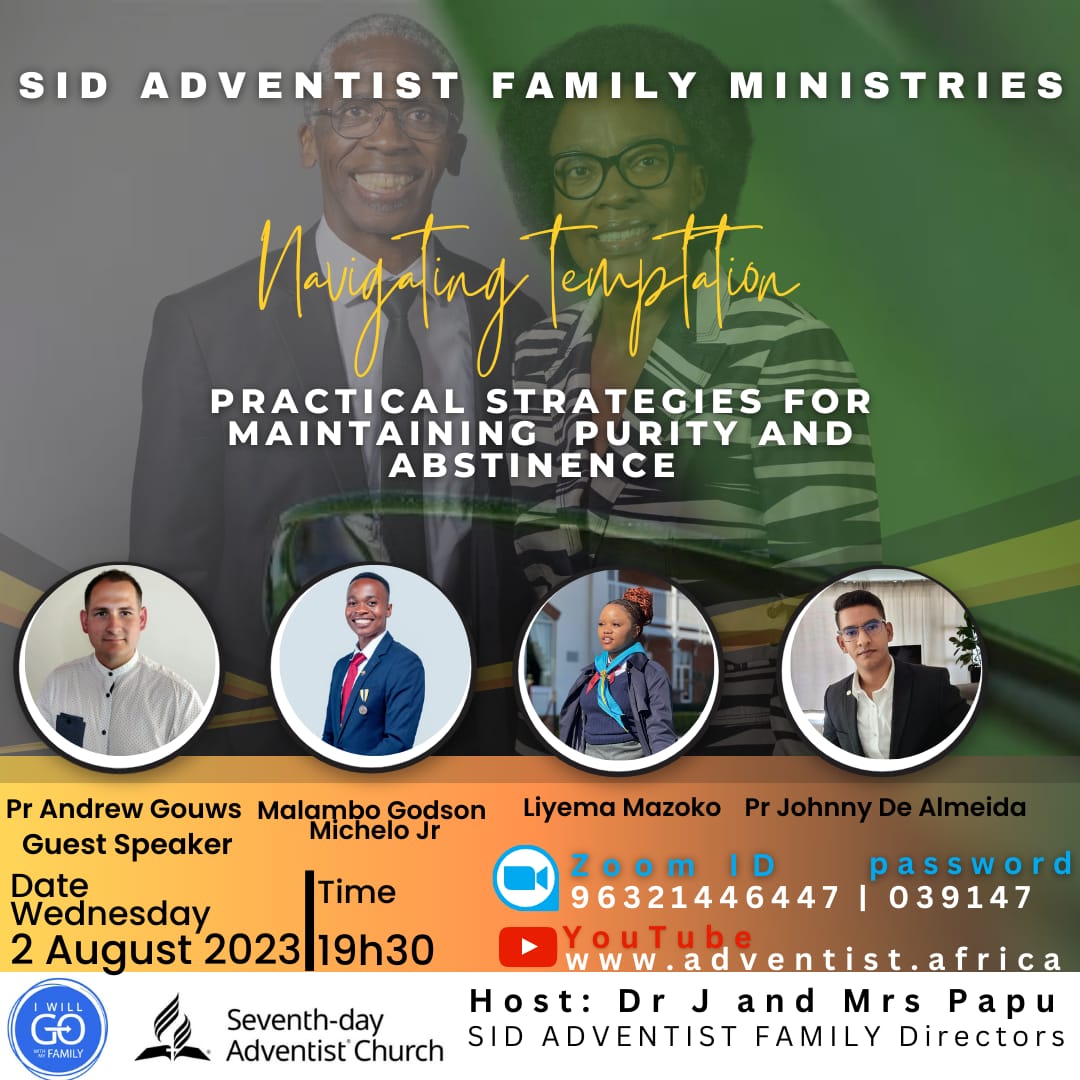 SID ADVENTIST FAMILY MINISTRIES
Navigating temptation
PRACTICAL STRATEGIES FOR
MAINTAINING PURITY AND
ABSTINENCE
Pr Andrew Gouws
Guest Speaker
Malambo Godson
Michelo Jr
Liyema Mazoko
Pr Johnny De Almeida
Date
Wednesday
2 August 2023
Time
19h30
Zoom ID password
96321446447 | 039147
YouTube
www.adventist.africa
I WILL
GO
WITH MY
FAMILY
Seventh-day
Adventist® Church
Host: Dr J and Mrs Papu
SID ADVENTIST FAMILY Directors